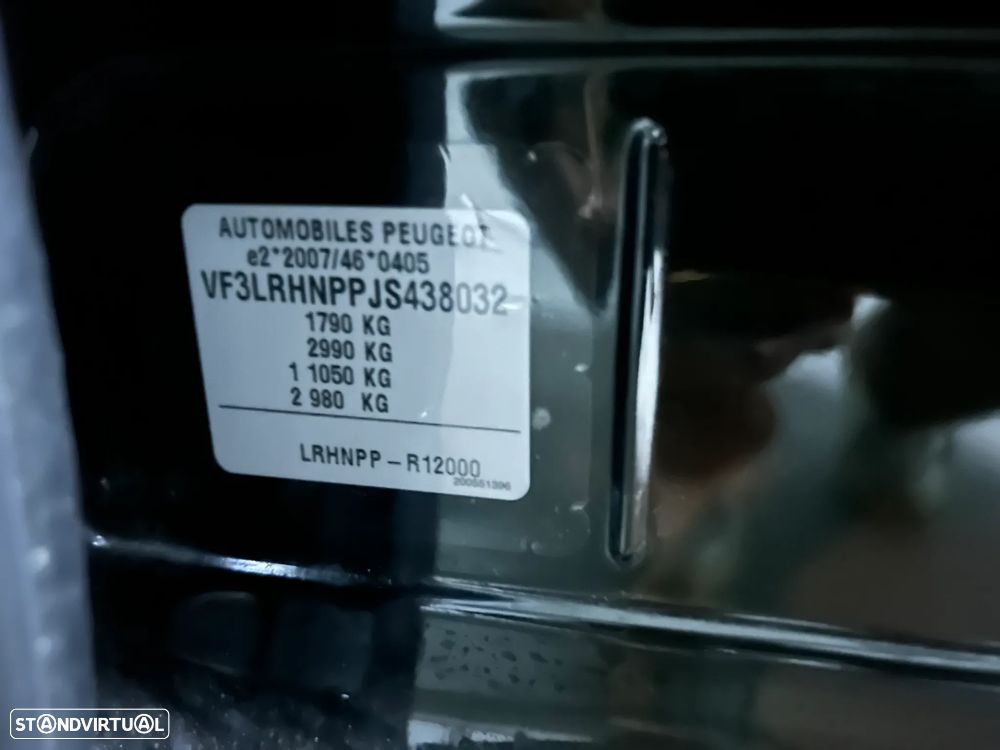 AUTOMOBILES PEUGEOT
e2*2007/46*0405
VF3LRHNPPJS438032
1790 KG
2990 KG
1 1050 KG
2 980 KG
LRHNPP - R12000
200551396
STANDVIRTUAL